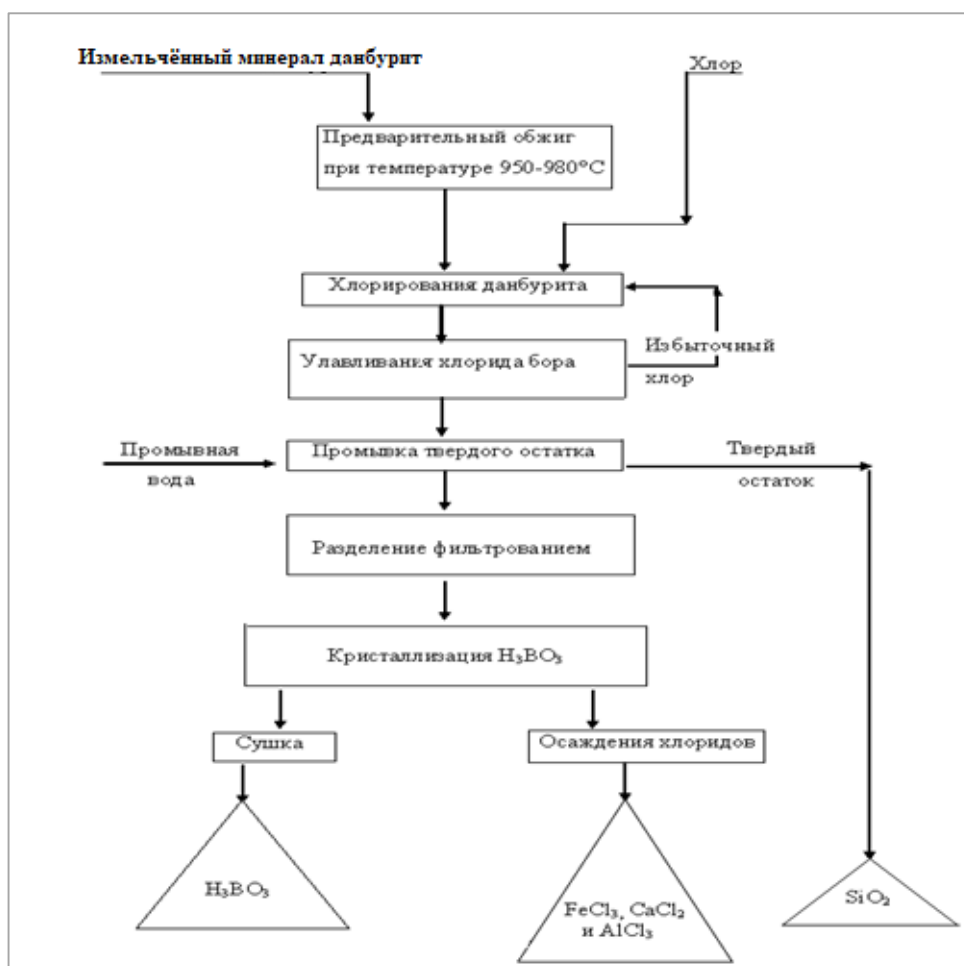 Измельчённый минерал данбурит
Хлор
Предварительный обжиг
при температуре 950-980°С
Хлорирования данбурита
Избыточный
хлор
Улавливания хлорида бора
Промывная
вода
Промывка твердого остатка
Твердый
остаток
Разделение фильтрованием
Кристаллизация H₃BO₃
Сушка
Осаждения хлоридов
H₃BO₃
FeCl₃, CaCl₂
и AlCl₃
SiO₂